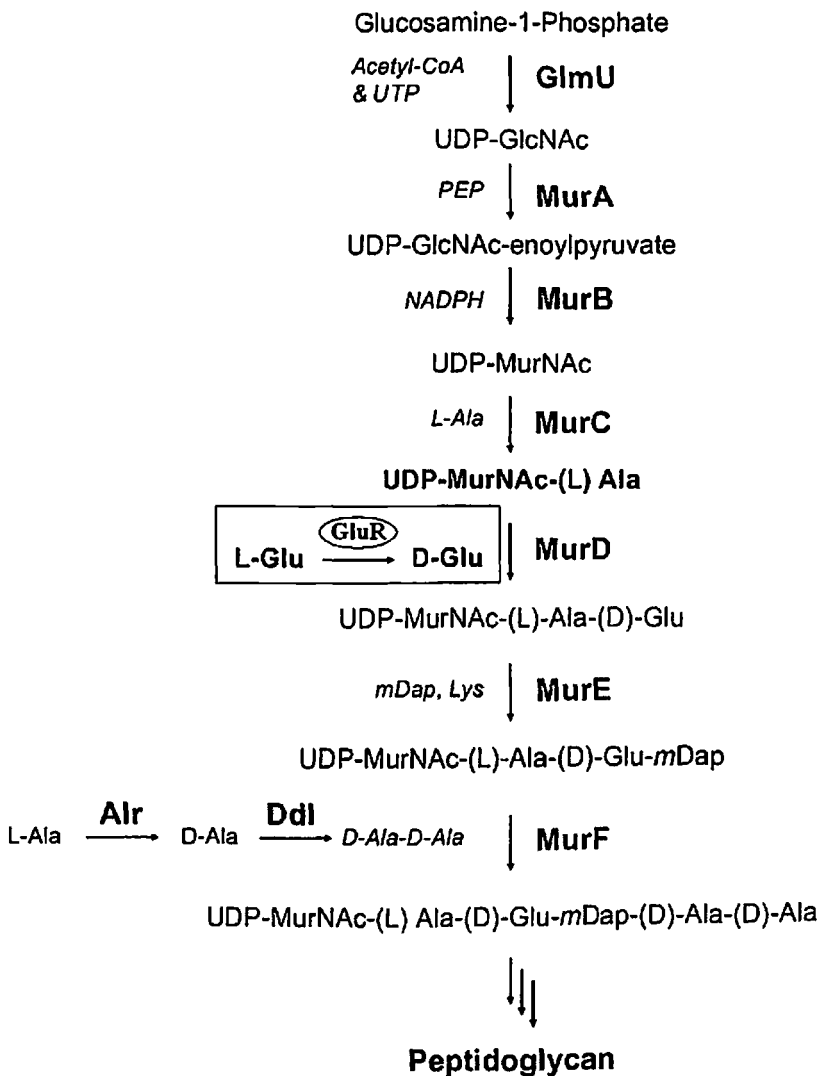 Glucosamine-1-Phosphate
Acetyl-CoA
& UTP
GlmU
UDP-GlcNAc
PEP
MurA
UDP-GlcNAc-enoylpyruvate
NADPH
MurB
UDP-MurNAc
L-Ala
MurC
UDP-MurNAc-(L) Ala
GluR
L-Glu
D-Glu
MurD
UDP-MurNAc-(L)-Ala-(D)-Glu
mDap, Lys
MurE
UDP-MurNAc-(L)-Ala-(D)-Glu-mDap
Alr
Ddl
L-Ala
D-Ala
D-Ala-D-Ala
MurF
UDP-MurNAc-(L) Ala-(D)-Glu-mDap-(D)-Ala-(D)-Ala
Peptidoglycan